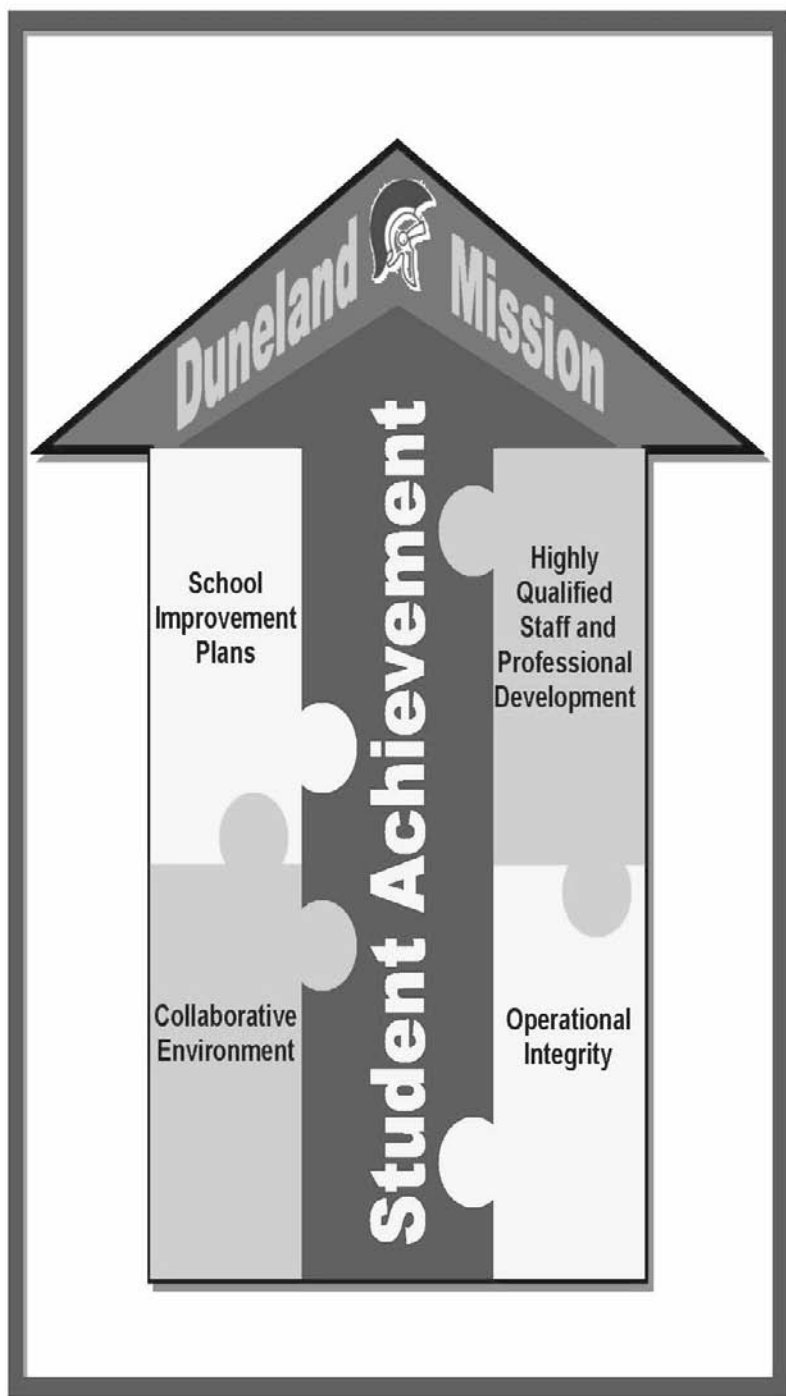 Duneland Mission
Student Achievement
School
Improvement
Plans
Highly
Qualified
Staff and
Professional
Development
Collaborative
Environment
Operational
Integrity